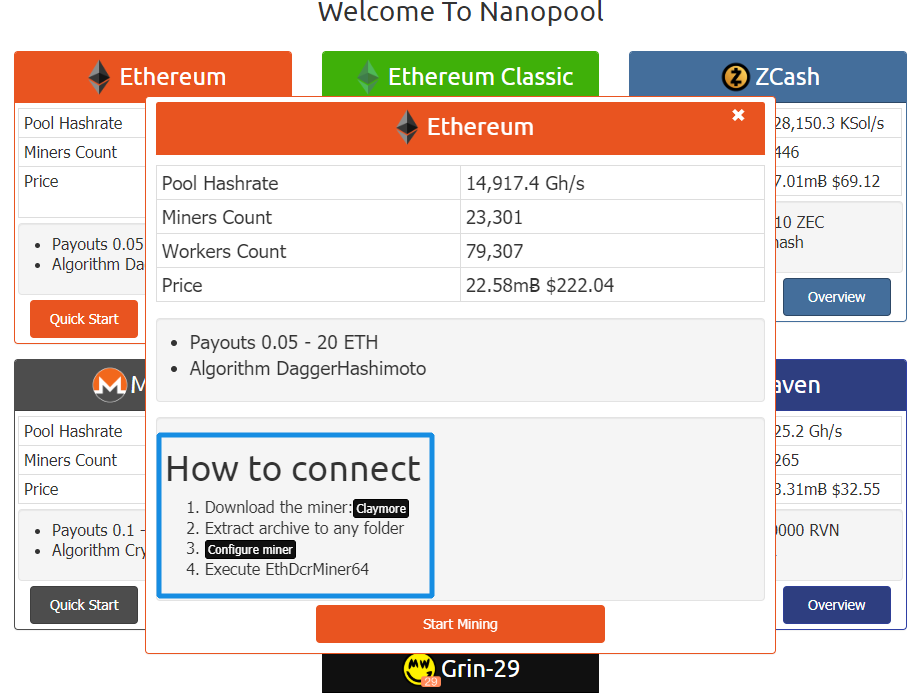 Welcome To Nanopool
Ethereum
Ethereum Classic
ZCash
Pool Hashrate
Miners Count
Price
Payouts 0.05
Algorithm Da
Quick Start
28,150.3 KSol/s
446
7.01mɃ $69.12
10 ZEC
hash
Overview
Ethereum
✖
Pool Hashrate 14,917.4 Gh/s
Miners Count 23,301
Workers Count 79,307
Price 22.58mɃ $222.04
Payouts 0.05 - 20 ETH
Algorithm DaggerHashimoto
How to connect
1. Download the miner: Claymore
2. Extract archive to any folder
3. Configure miner
4. Execute EthDcrMiner64
Start Mining
M
Pool Hashrate
Miners Count
Price
Payouts 0.1 -
Algorithm Cry
Quick Start
aven
25.2 Gh/s
265
3.31mɃ $32.55
0000 RVN
Overview
MW
29
Grin-29